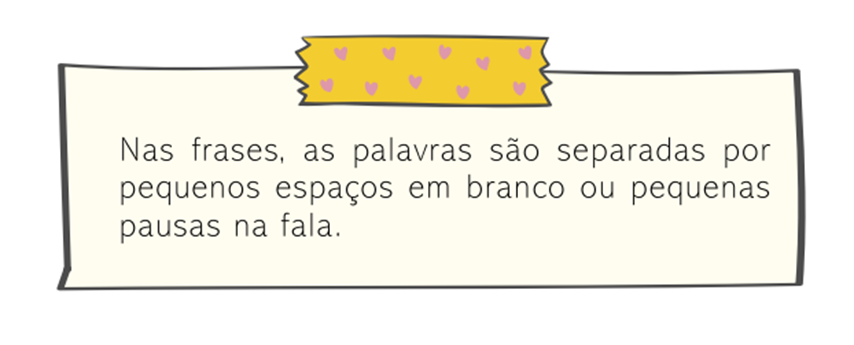 Nas frases, as palavras são separadas por
pequenos espaços em branco ou pequenas
pausas na fala.